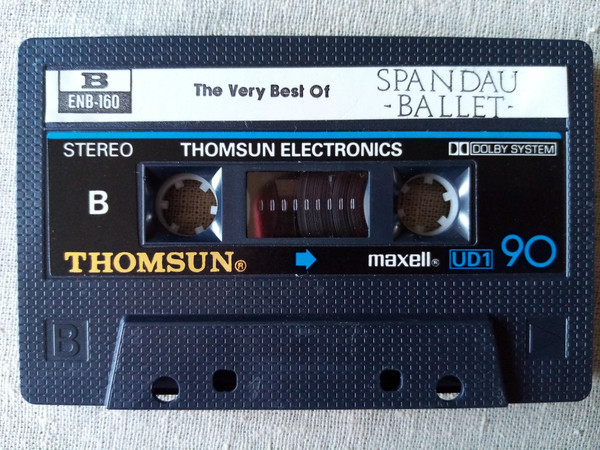 B
ENB-160
The Very Best Of
SPANDAU
-BALLET-
STEREO
THOMSUN ELECTRONICS
DOLBY SYSTEM
B
THOMSUN®
maxell®
UD1
90
B